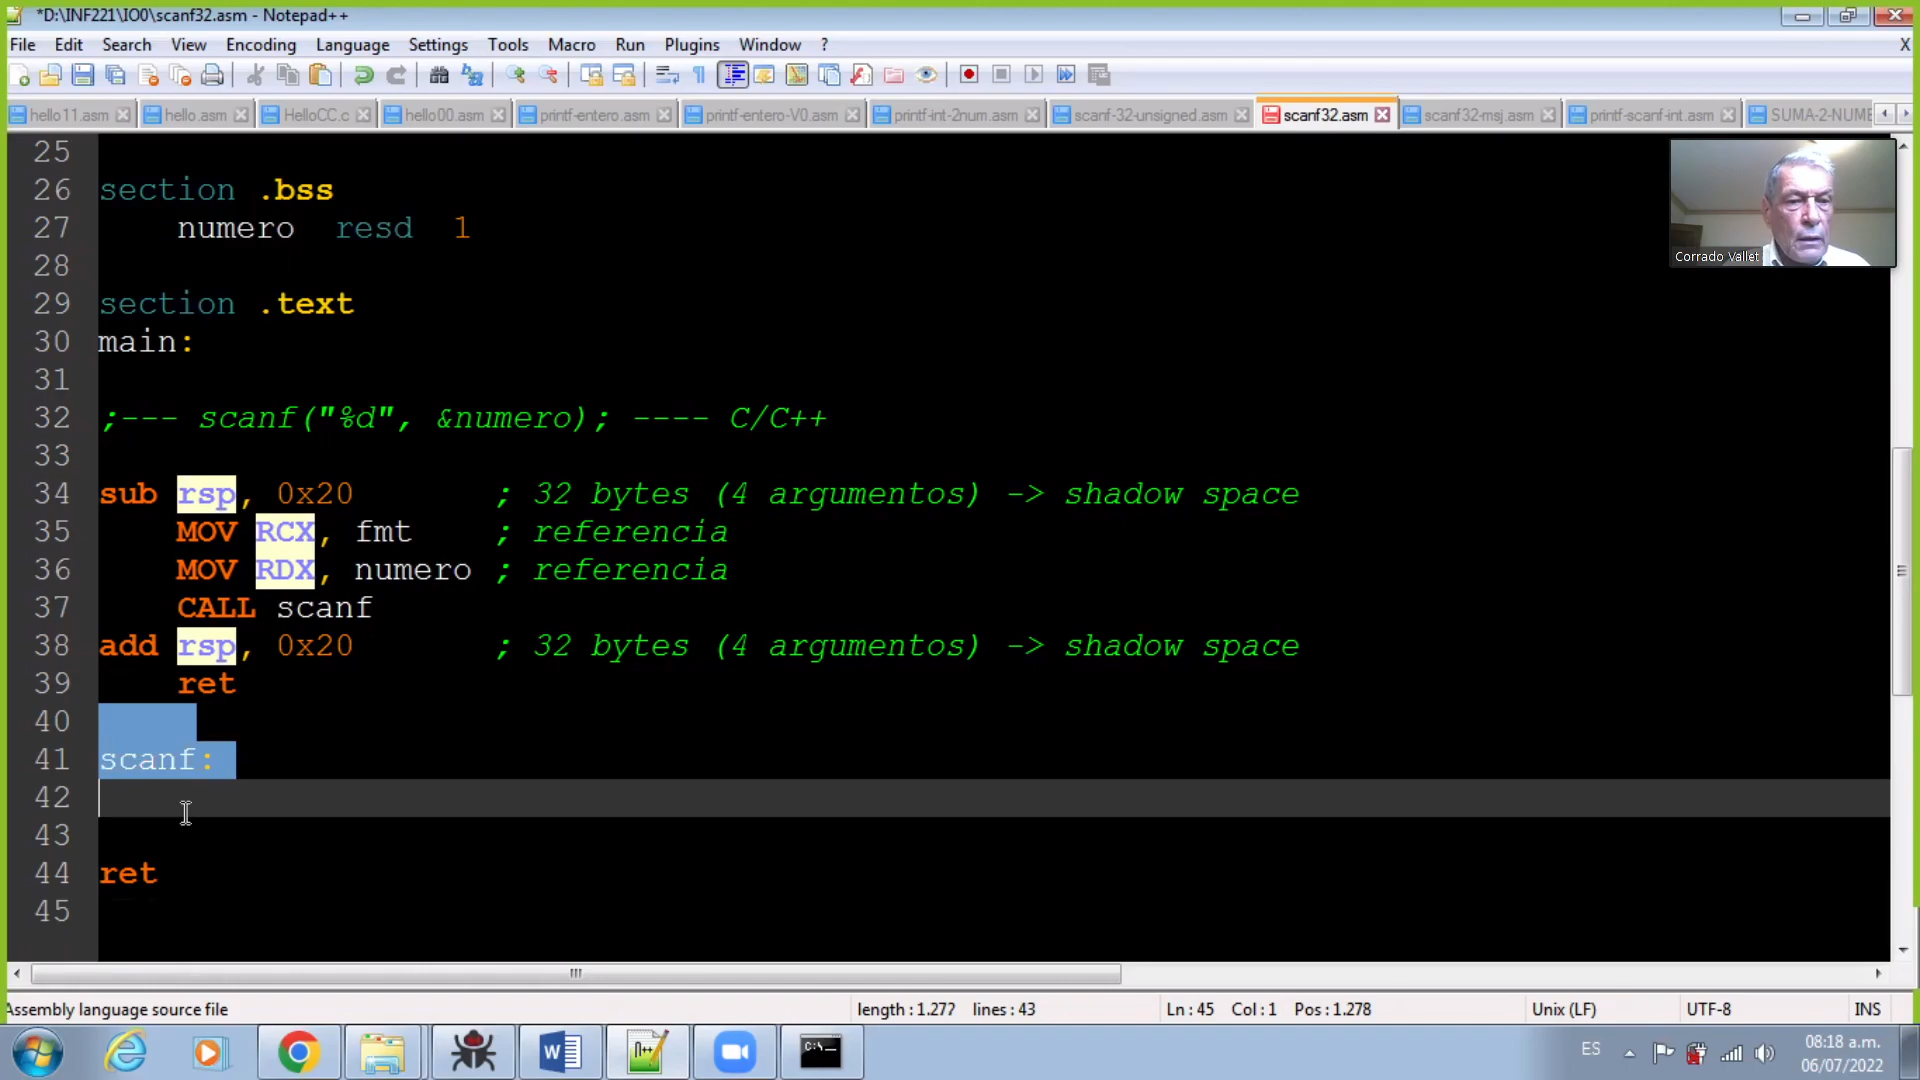 *D:\INF221\IO0\scanf32.asm - Notepad++
File Edit Search View Encoding Language Settings Tools Macro Run Plugins Window ? X
hello11.asm hello.asm HelloCC.c hello00.asm printf-entero.asm printf-entero-V0.asm printf-int-2num.asm scanf-32-unsigned.asm scanf32.asm scanf32-msj.asm printf-scanf-int.asm SUMA-2-NUME
25
26 section .bss
27 numero resd 1
28
29 section .text
30 main:
31
32 ;--- scanf("%d", &numero); ---- C/C++
33
34 sub rsp, 0x20 ; 32 bytes (4 argumentos) -> shadow space
35 MOV RCX, fmt ; referencia
36 MOV RDX, numero ; referencia
37 CALL scanf
38 add rsp, 0x20 ; 32 bytes (4 argumentos) -> shadow space
39 ret
40
41 scanf:
42
43
44 ret
45
Corrado Vallet
Assembly language source file length : 1.277 lines : 43 Ln : 45 Col : 1 Pos : 1.278 Unix (LF) UTF-8 INS
ES 08:18 a.m.
06/07/2022